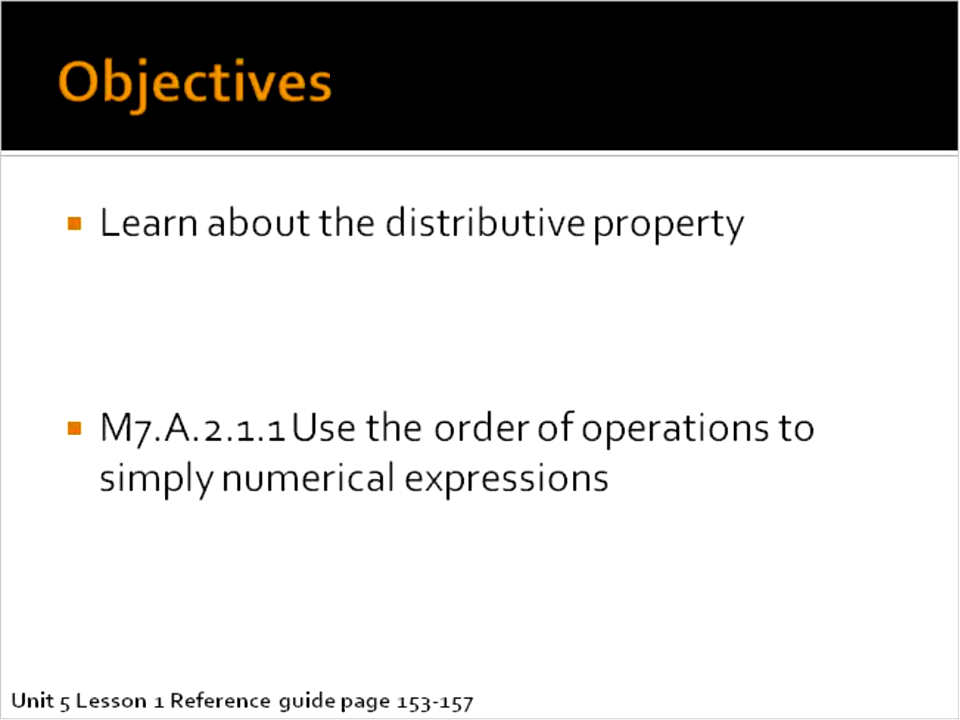 Objectives
Learn about the distributive property
M7.A.2.1.1 Use the order of operations to
simply numerical expressions
Unit 5 Lesson 1 Reference guide page 153-157